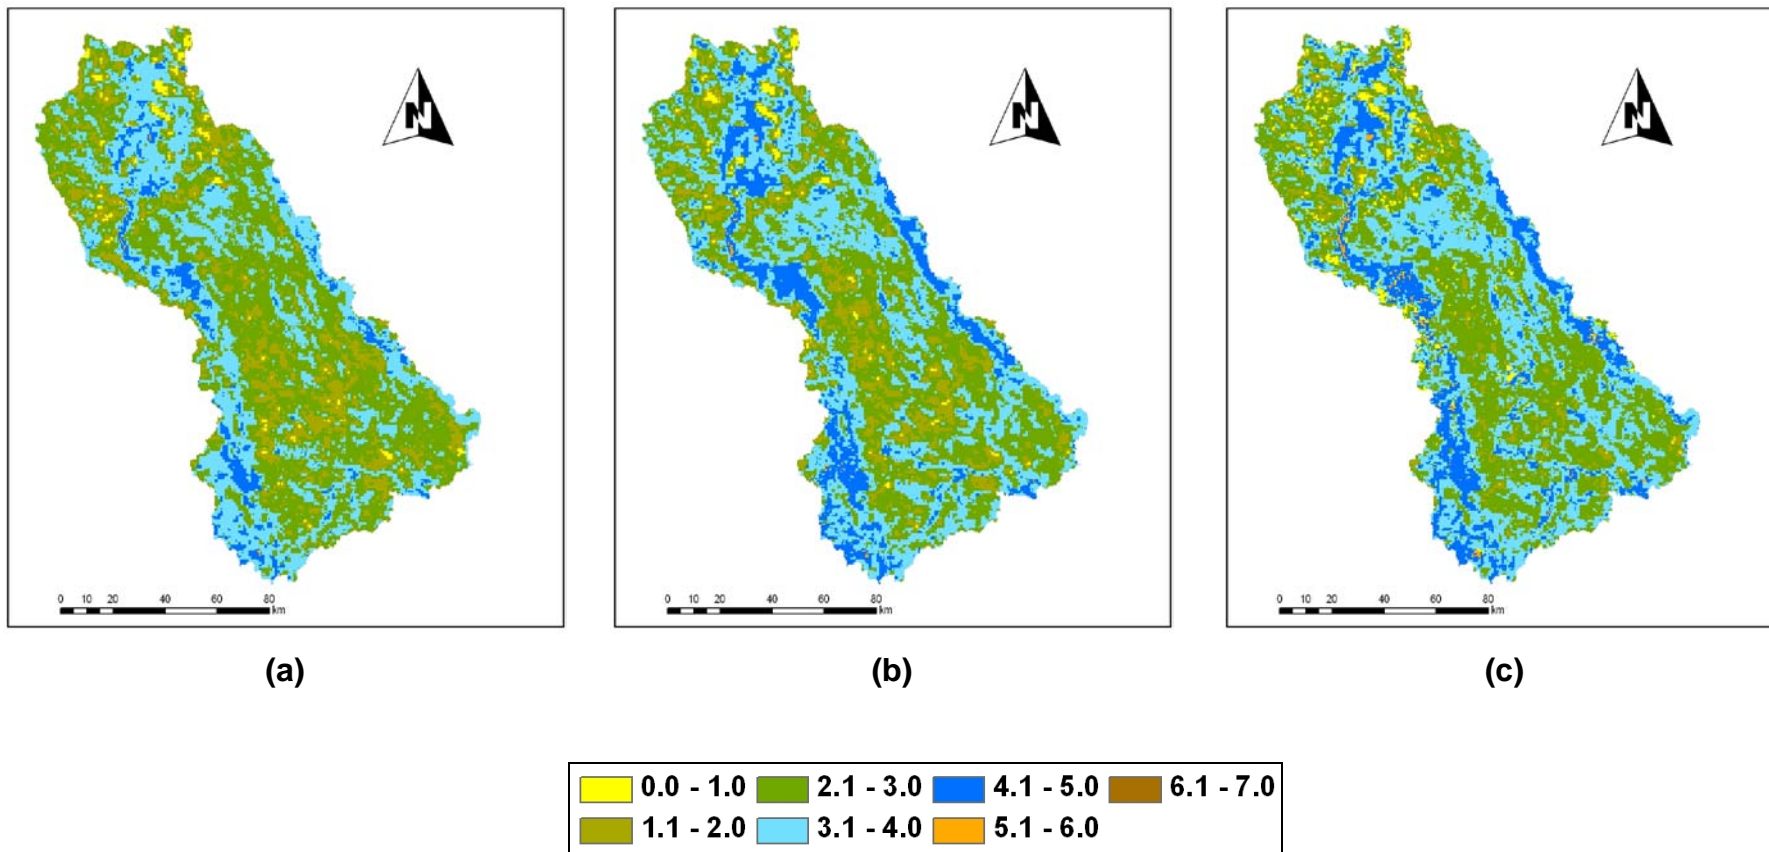 N N N
0 10 20 40 60 80 km 0 10 20 40 60 80 km 0 10 20 40 60 80 km
(a) (b) (c)
0.0 - 1.0 2.1 - 3.0 4.1 - 5.0 6.1 - 7.0
1.1 - 2.0 3.1 - 4.0 5.1 - 6.0